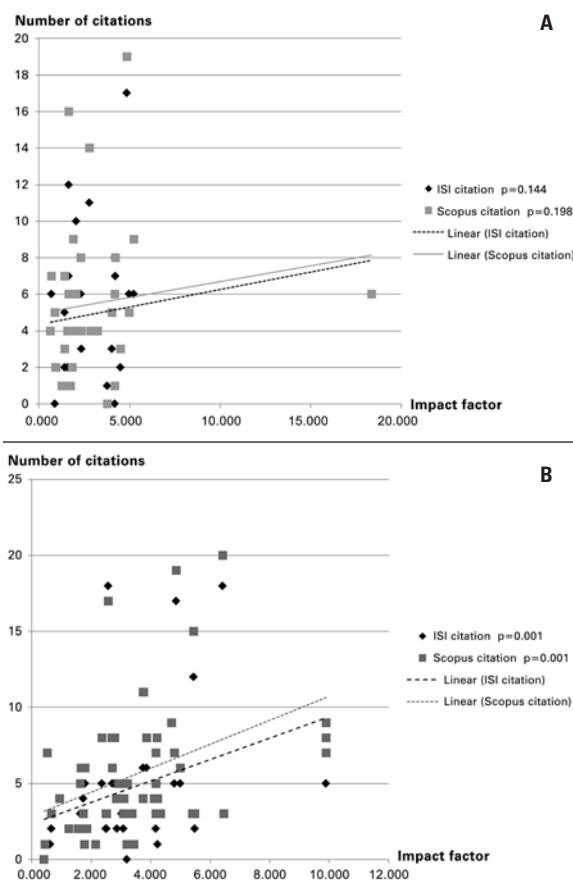 Number of citations
A
20
18
16
14
12
10
8
6
4
2
0
0.000 5.000 10.000 15.000 20.000
Impact factor
ISI citation p=0.144
Scopus citation p=0.198
Linear (ISI citation)
Linear (Scopus citation)
Number of citations
B
25
20
15
10
5
0
0.000 2.000 4.000 6.000 8.000 10.000 12.000
Impact factor
ISI citation p=0.001
Scopus citation p=0.001
Linear (ISI citation)
Linear (Scopus citation)